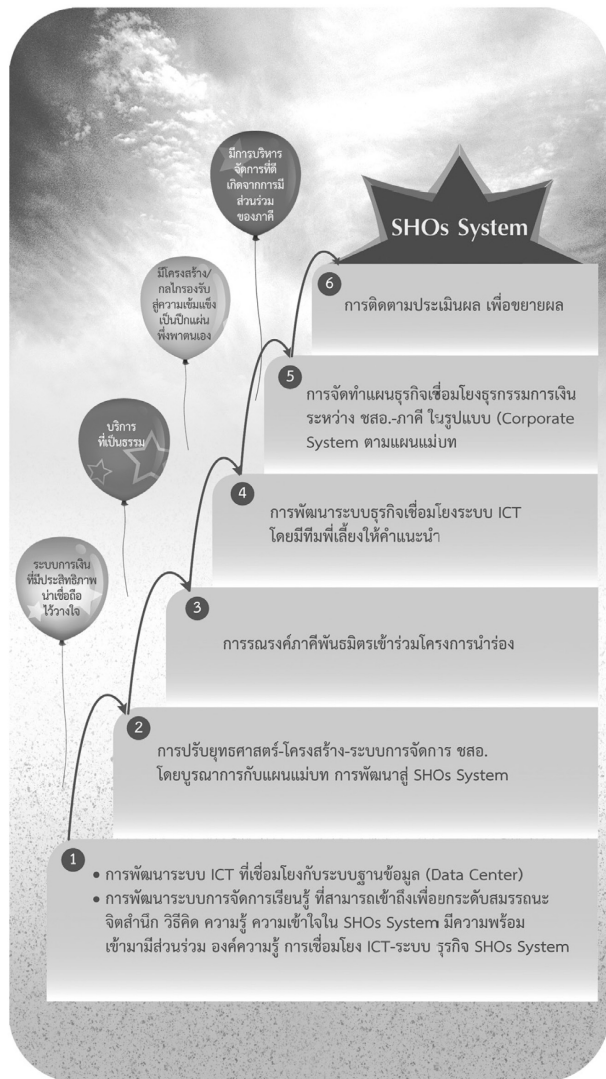 มีการบริหาร
จัดการที่ดี
เกิดจากการมี
ส่วนร่วม
ของภาคี
SHOs System
มีโครงสร้าง/
กลไกรองรับ
สู่ความเข้มแข็ง
เป็นปึกแผ่น
พึ่งพาตนเอง
บริการ
ที่เป็นธรรม
ระบบการเงิน
ที่มีประสิทธิภาพ
น่าเชื่อถือ
ไว้วางใจ
6
การติดตามประเมินผล เพื่อขยายผล
5
การจัดทำแผนธุรกิจเชื่อมโยงธุรกรรมการเงิน
ระหว่าง ชสอ.-ภาคี ในรูปแบบ (Corporate
System ตามแผนแม่บท
4
การพัฒนาระบบธุรกิจเชื่อมโยงระบบ ICT
โดยมีทีมพี่เลี้ยงให้คำแนะนำ
3
การรณรงค์ภาคีพันธมิตรเข้าร่วมโครงการนำร่อง
2
การปรับยุทธศาสตร์-โครงสร้าง-ระบบการจัดการ ชสอ.
โดยบูรณาการกับแผนแม่บท การพัฒนาสู่ SHOs System
1
• การพัฒนาระบบ ICT ที่เชื่อมโยงกับระบบฐานข้อมูล (Data Center)
• การพัฒนาระบบการจัดการเรียนรู้ ที่สามารถเข้าถึงเพื่อยกระดับสมรรถนะ
จิตสำนึก วิธีคิด ความรู้ ความเข้าใจใน SHOs System มีความพร้อม
เข้ามามีส่วนร่วม องค์ความรู้ การเชื่อมโยง ICT-ระบบ ธุรกิจ SHOs System